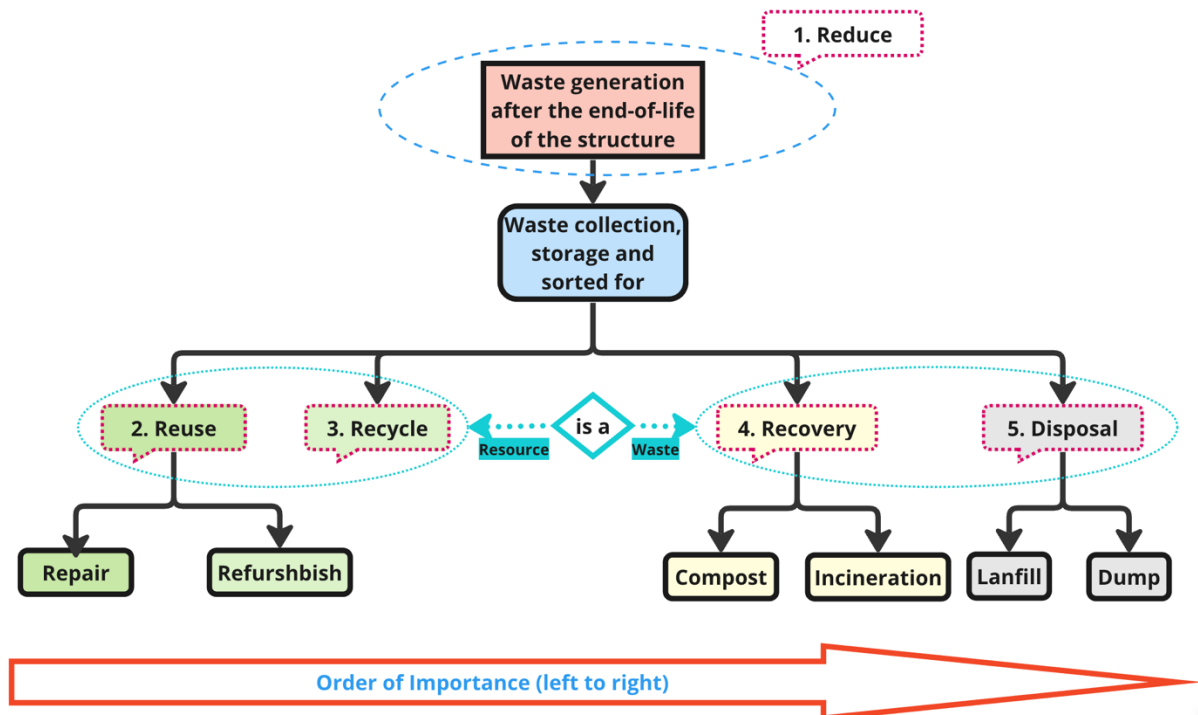 1. Reduce
Waste generation
after the end-of-life
of the structure
Waste collection,
storage and
sorted for
2. Reuse
3. Recycle
is a
Resource
Waste
4. Recovery
5. Disposal
Repair
Refurshbish
Compost
Incineration
Lanfill
Dump
Order of Importance (left to right)